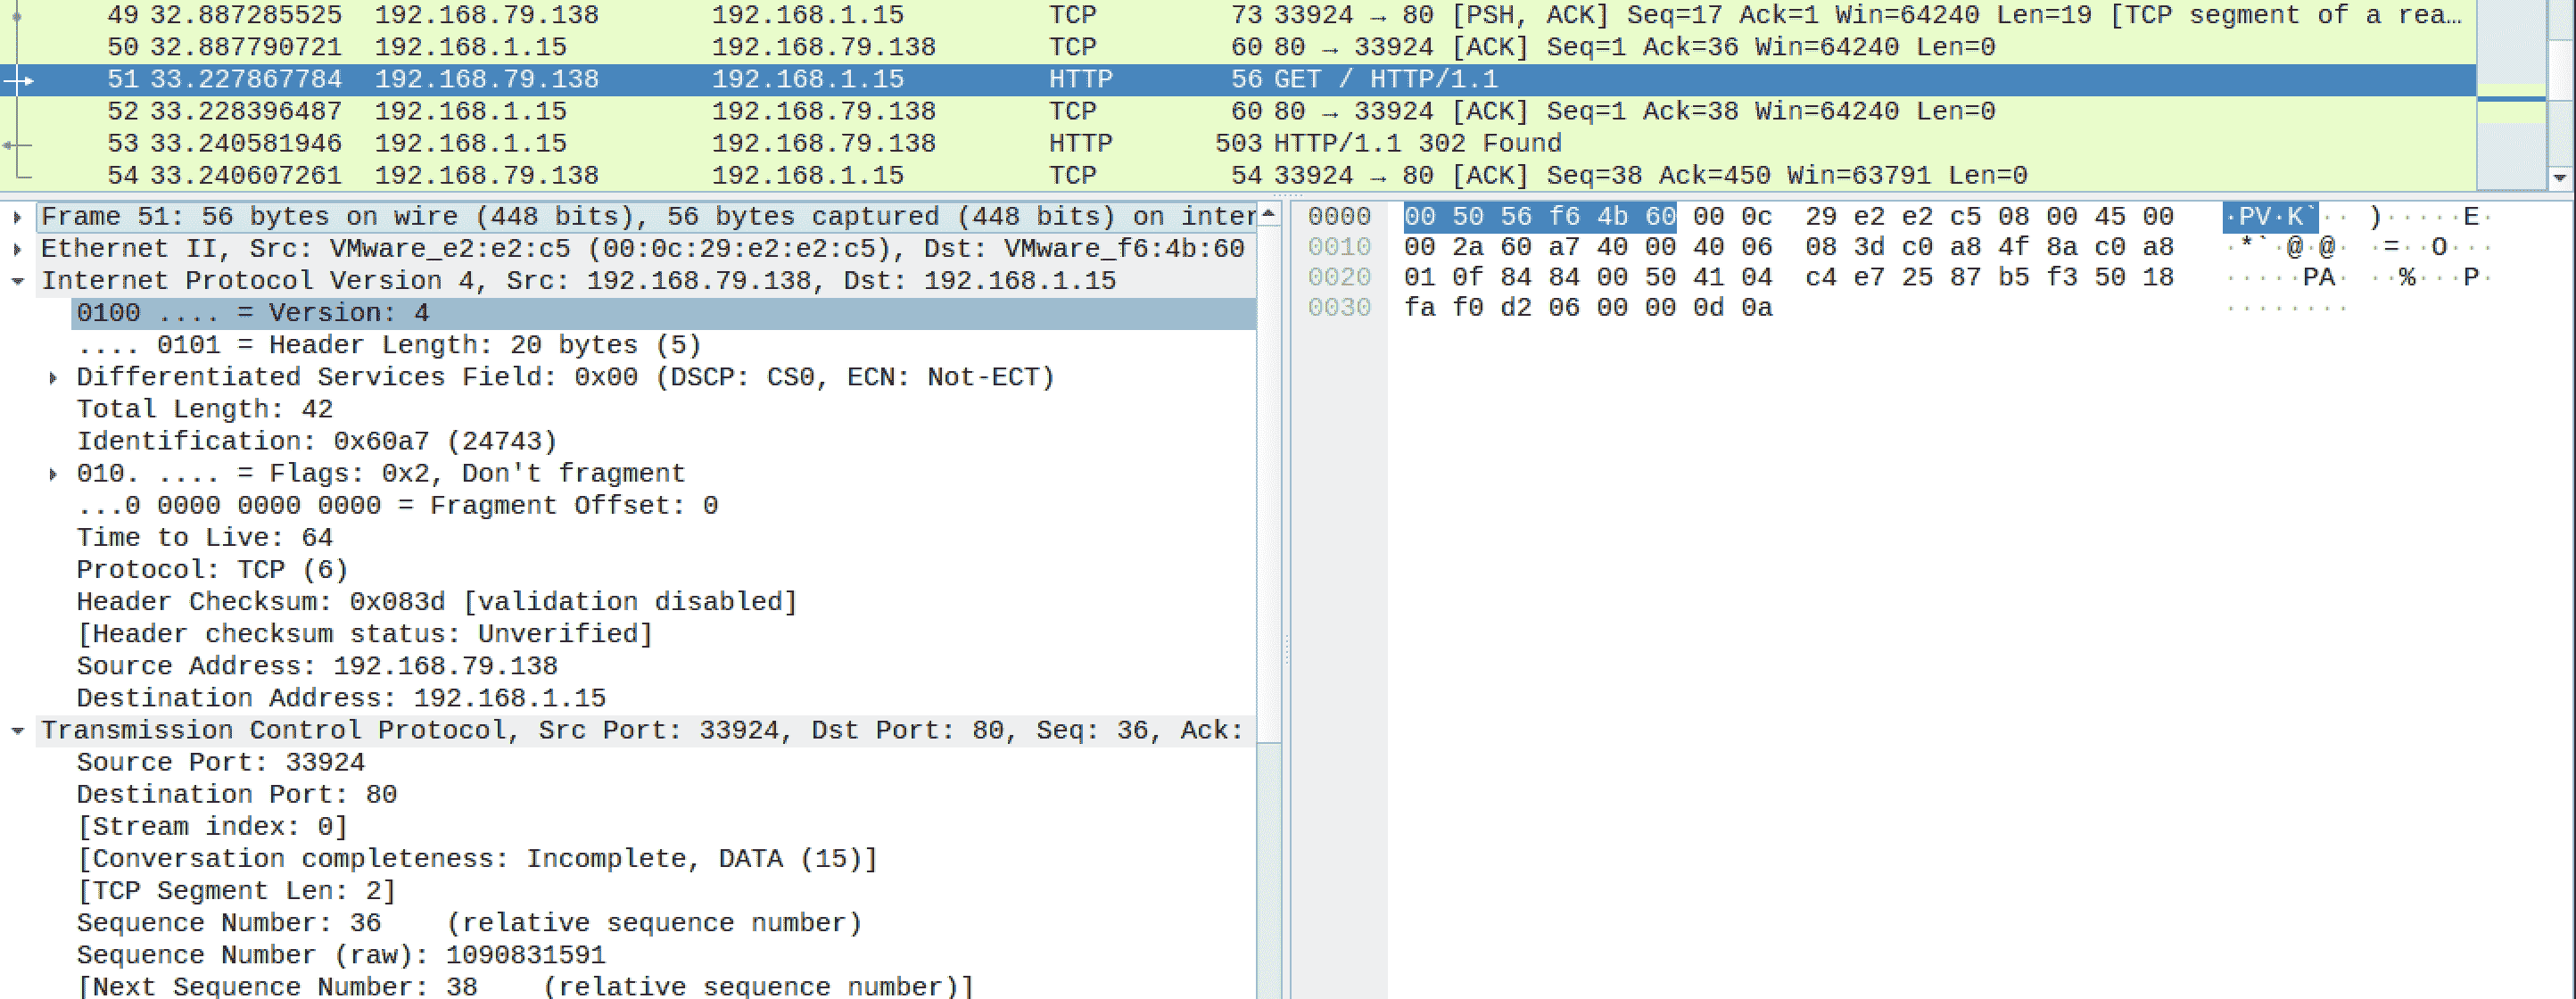 49 32.887285525 192.168.79.138 192.168.1.15 TCP 73 33924 → 80 [PSH, ACK] Seq=17 Ack=1 Win=64240 Len=19 [TCP segment of a rea…
50 32.887790721 192.168.1.15 192.168.79.138 TCP 60 80 → 33924 [ACK] Seq=1 Ack=36 Win=64240 Len=0
51 33.227867784 192.168.79.138 192.168.1.15 HTTP 56 GET / HTTP/1.1
52 33.228396487 192.168.1.15 192.168.79.138 TCP 60 80 → 33924 [ACK] Seq=1 Ack=38 Win=64240 Len=0
53 33.240581946 192.168.1.15 192.168.79.138 HTTP 503 HTTP/1.1 302 Found
54 33.240607261 192.168.79.138 192.168.1.15 TCP 54 33924 → 80 [ACK] Seq=38 Ack=450 Win=63791 Len=0
Frame 51: 56 bytes on wire (448 bits), 56 bytes captured (448 bits) on inter
Ethernet II, Src: VMware_e2:e2:c5 (00:0c:29:e2:e2:c5), Dst: VMware_f6:4b:60
Internet Protocol Version 4, Src: 192.168.79.138, Dst: 192.168.1.15
0100 .... = Version: 4
.... 0101 = Header Length: 20 bytes (5)
Differentiated Services Field: 0x00 (DSCP: CS0, ECN: Not-ECT)
Total Length: 42
Identification: 0x60a7 (24743)
010. .... = Flags: 0x2, Don't fragment
...0 0000 0000 0000 = Fragment Offset: 0
Time to Live: 64
Protocol: TCP (6)
Header Checksum: 0x083d [validation disabled]
[Header checksum status: Unverified]
Source Address: 192.168.79.138
Destination Address: 192.168.1.15
Transmission Control Protocol, Src Port: 33924, Dst Port: 80, Seq: 36, Ack:
Source Port: 33924
Destination Port: 80
[Stream index: 0]
[Conversation completeness: Incomplete, DATA (15)]
[TCP Segment Len: 2]
Sequence Number: 36 (relative sequence number)
Sequence Number (raw): 1090831591
[Next Sequence Number: 38 (relative sequence number)]
0000 00 50 56 f6 4b 60 00 0c 29 e2 e2 c5 08 00 45 00 ·PV·K`·· )·····E·
0010 00 2a 60 a7 40 00 40 06 08 3d c0 a8 4f 8a c0 a8 ·*`·@·@· ·=··O···
0020 01 0f 84 84 00 50 41 04 c4 e7 25 87 b5 f3 50 18 ·····PA· ··%···P·
0030 fa f0 d2 06 00 00 0d 0a ········